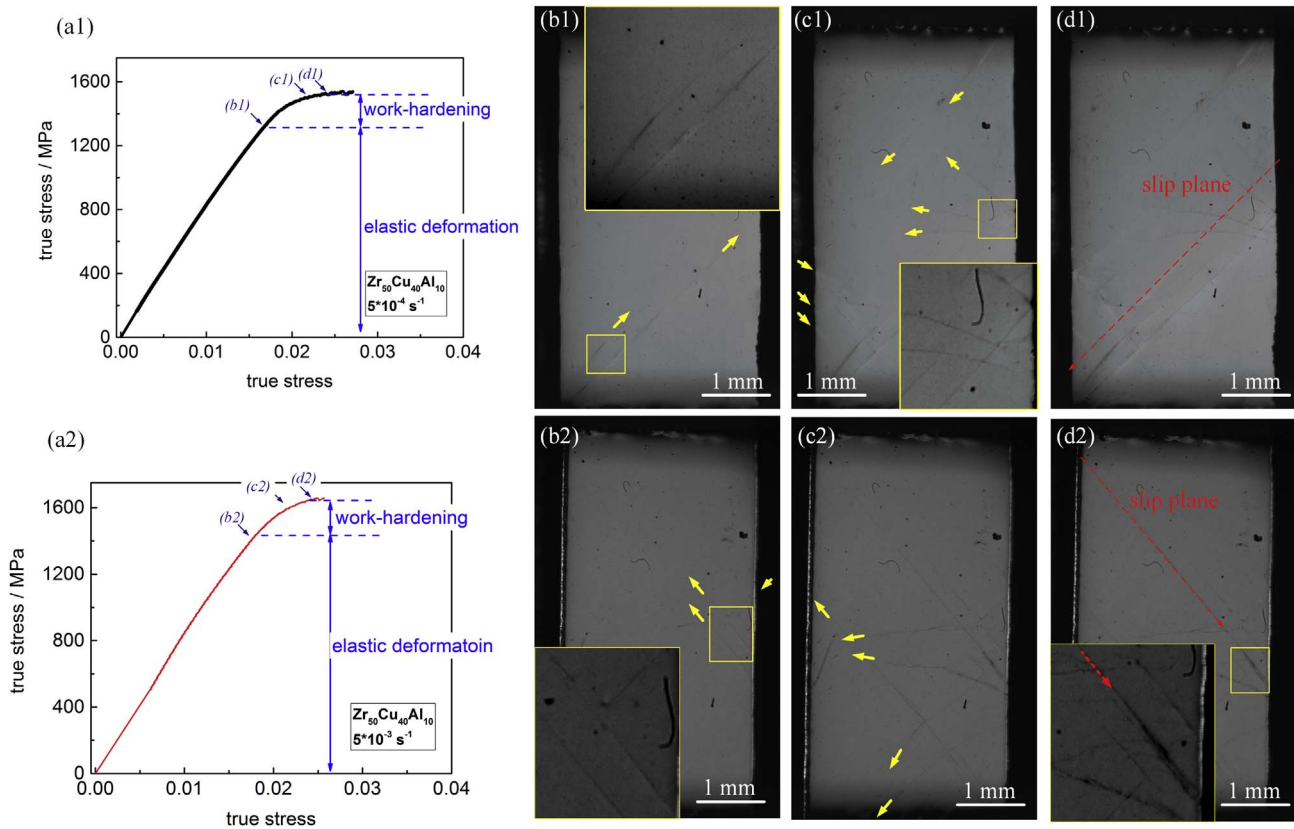 (a1)
true stress / MPa
1600
1200
800
400
0
0.00 0.01 0.02 0.03 0.04
true stress
(b1)
(c1)
(d1)
work-hardening
elastic deformation
Zr50Cu40Al10
5*10-4 s-1
(b1)
1 mm
(c1)
1 mm
(d1)
slip plane
1 mm
(a2)
true stress / MPa
1600
1200
800
400
0
0.00 0.01 0.02 0.03 0.04
true stress
(b2)
(c2)
(d2)
work-hardening
elastic deformatoin
Zr50Cu40Al10
5*10-3 s-1
(b2)
1 mm
(c2)
1 mm
(d2)
slip plane
1 mm